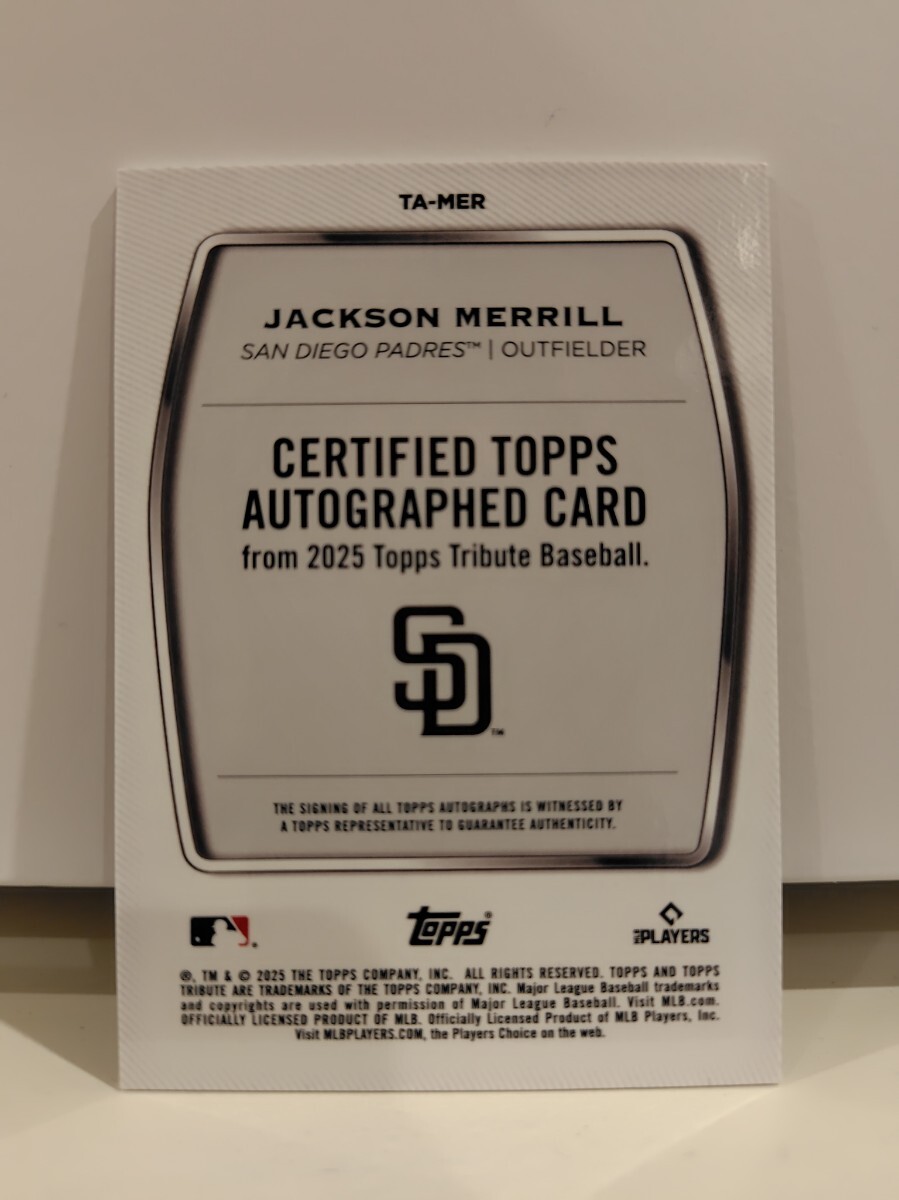 TA-MER
JACKSON MERRILL
SAN DIEGO PADRES™ | OUTFIELDER
CERTIFIED TOPPS
AUTOGRAPHED CARD
from 2025 Topps Tribute Baseball.
SD™
THE SIGNING OF ALL TOPPS AUTOGRAPHS IS WITNESSED BY
A TOPPS REPRESENTATIVE TO GUARANTEE AUTHENTICITY.
topps® PLAYERS
®, TM & © 2025 THE TOPPS COMPANY, INC. ALL RIGHTS RESERVED. TOPPS AND TOPPS
TRIBUTE ARE TRADEMARKS OF THE TOPPS COMPANY, INC. Major League Baseball trademarks
and copyrights are used with permission of Major League Baseball. Visit MLB.com.
OFFICIALLY LICENSED PRODUCT OF MLB. Officially Licensed Product of MLB Players, Inc.
Visit MLBPLAYERS.COM, the Players Choice on the web.